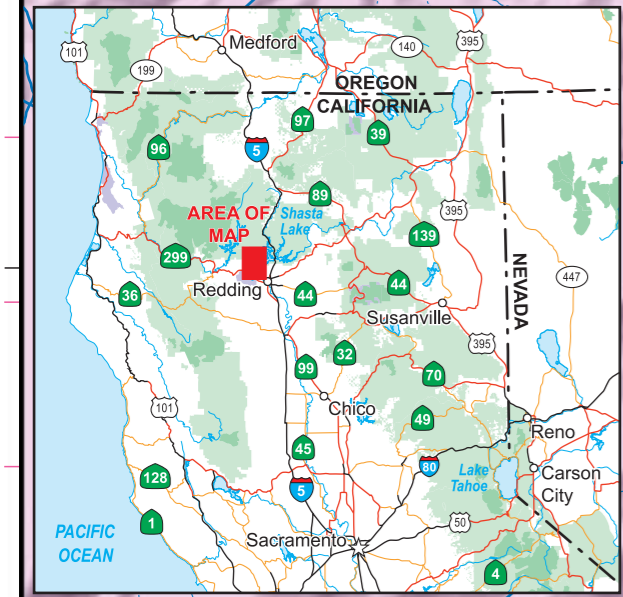 101
Medford
140
395
199
OREGON
CALIFORNIA
97
39
96
5
89
AREA OF
MAP
Shasta
Lake
395
139
299
NEVADA
447
36
Redding
44
44
Susanville
395
99
32
70
101
Chico
49
Reno
45
80
Lake
Tahoe
Carson
City
128
5
1
50
PACIFIC
OCEAN
Sacramento
4